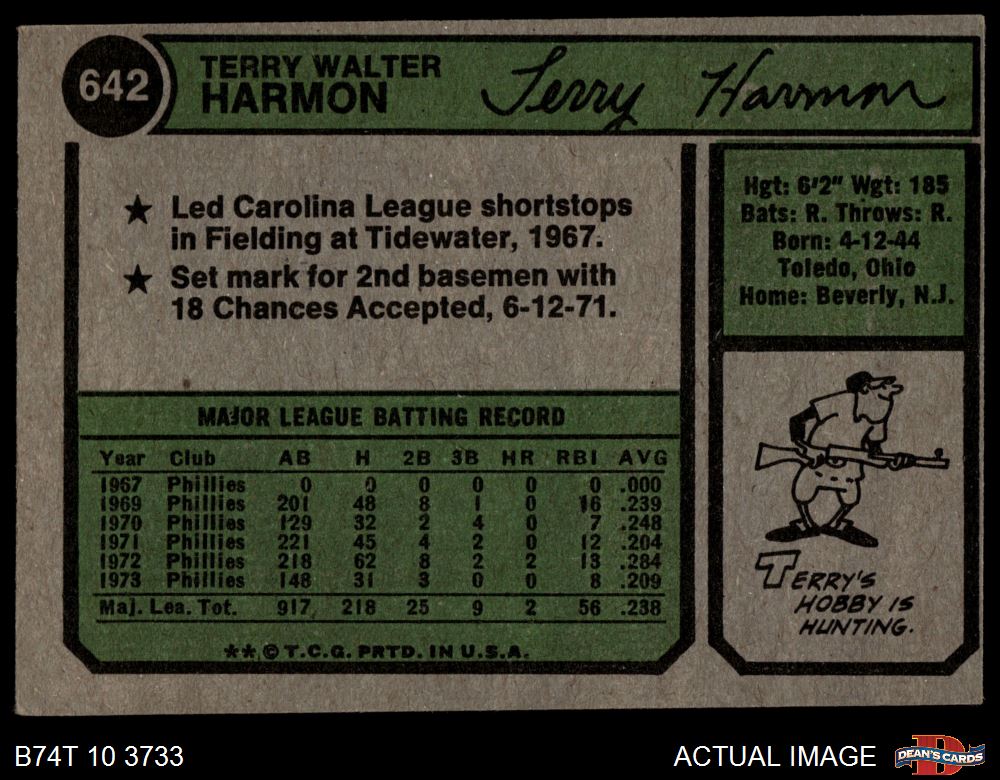 642
TERRY WALTER
HARMON
Terry Harmon
★ Led Carolina League shortstops
in Fielding at Tidewater, 1967.
★ Set mark for 2nd basemen with
18 Chances Accepted, 6-12-71.
Hgt: 6'2" Wgt: 185
Bats: R. Throws: R.
Born: 4-12-44
Toledo, Ohio
Home: Beverly, N.J.
MAJOR LEAGUE BATTING RECORD
Year Club AB H 2B 3B HR RBI AVG
1967 Phillies 0 0 0 0 0 0 .000
1969 Phillies 201 48 8 1 0 16 .239
1970 Phillies 129 32 2 4 0 7 .248
1971 Phillies 221 45 4 2 0 12 .204
1972 Phillies 218 62 8 2 2 13 .284
1973 Phillies 148 31 3 0 0 8 .209
Maj. Lea. Tot. 917 218 25 9 2 56 .238
**© T.C.G. PRTD. IN U.S.A.
TERRY'S
HOBBY IS
HUNTING.
B74T 10 3733
ACTUAL IMAGE
D
DEAN'S CARDS